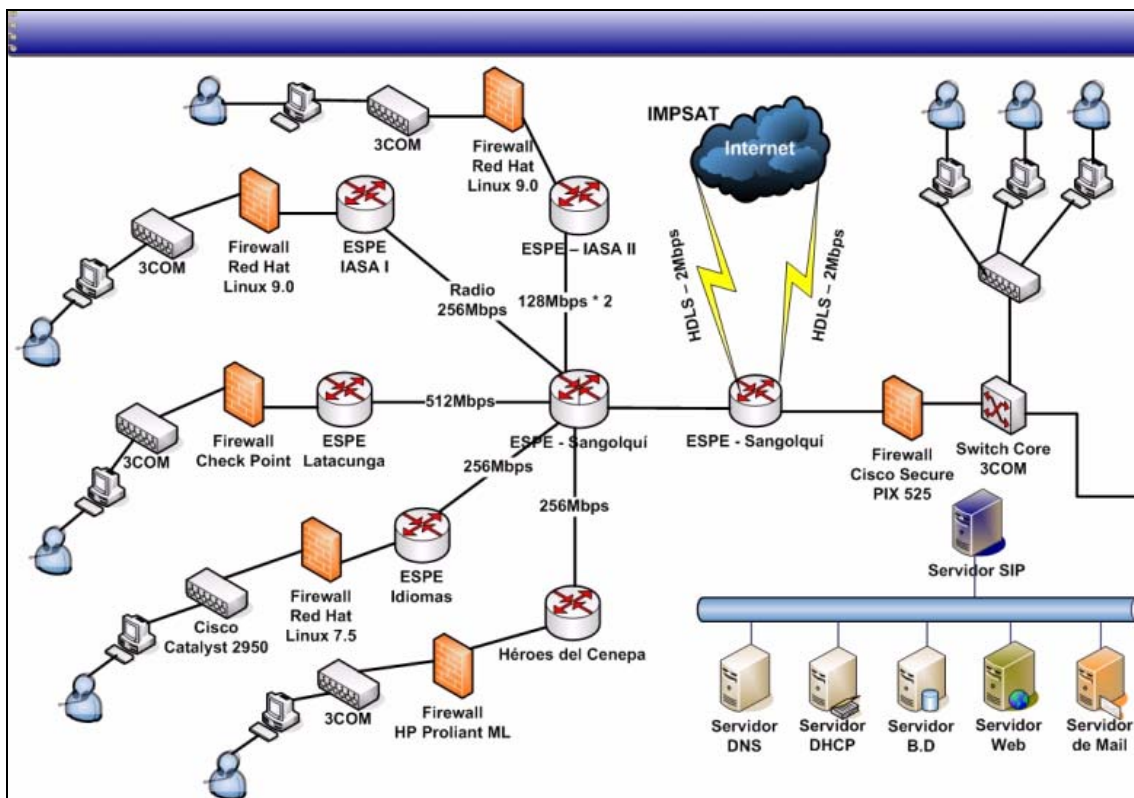 3COM
Firewall
Red Hat
Linux 9.0
IMPSAT
Internet
ESPE – IASA II
3COM
Firewall
Red Hat
Linux 9.0
ESPE
IASA I
Radio
256Mbps
128Mbps * 2
HDLS – 2Mbps
HDLS – 2Mbps
3COM
Firewall
Check Point
ESPE
Latacunga
512Mbps
ESPE - Sangolquí
ESPE - Sangolquí
Firewall
Cisco Secure
PIX 525
Switch Core
3COM
256Mbps
256Mbps
Cisco
Catalyst 2950
Firewall
Red Hat
Linux 7.5
ESPE
Idiomas
Héroes del Cenepa
3COM
Firewall
HP Proliant ML
Servidor SIP
Servidor
DNS
Servidor
DHCP
Servidor
B.D
Servidor
Web
Servidor
de Mail